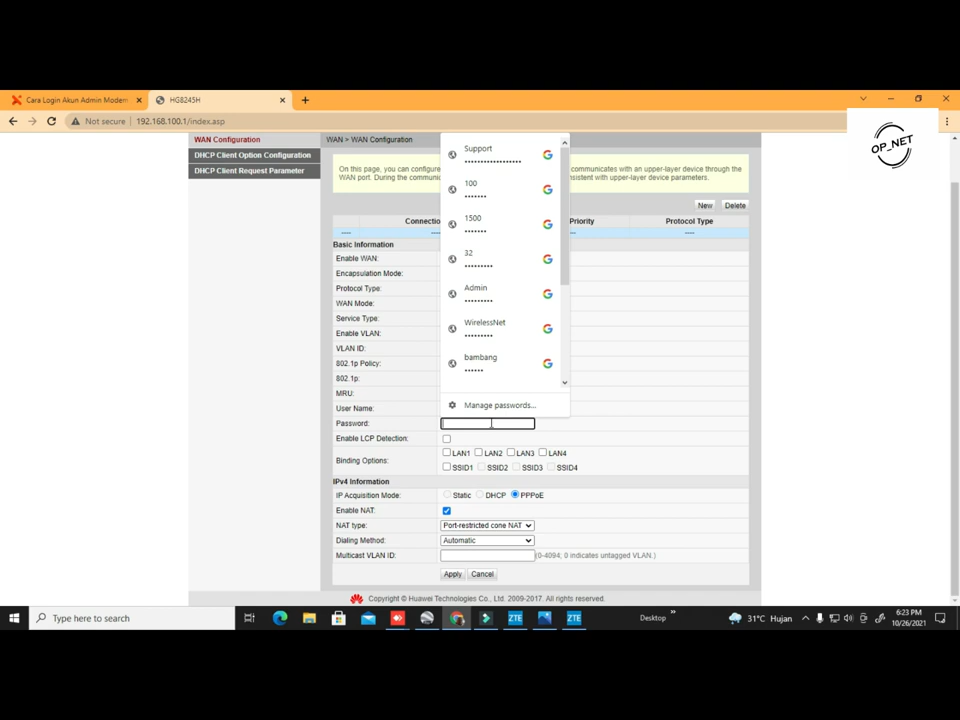 Cara Login Akun Admin Modem
HG8245H
Not secure
192.168.100.1/index.asp
OP_NET
WAN Configuration
DHCP Client Option Configuration
DHCP Client Request Parameter
WAN > WAN Configuration
On this page, you can configure
communicates with an upper-layer device through the
WAN port. During the communic
sistent with upper-layer device parameters.
New Delete
Connectio
Priority
Protocol Type
Basic Information
Enable WAN:
Encapsulation Mode:
Protocol Type:
WAN Mode:
Service Type:
Enable VLAN:
VLAN ID:
802.1p Policy:
802.1p:
MRU:
User Name:
Password:
Support
100
1500
32
Admin
WirelessNet
bambang
Manage passwords...
Enable LCP Detection:
Binding Options:
LAN1 LAN2 LAN3 LAN4
SSID1 SSID2 SSID3 SSID4
IPv4 Information
IP Acquisition Mode: Static DHCP PPPoE
Enable NAT:
NAT type: Port-restricted cone NAT
Dialing Method: Automatic
Multicast VLAN ID: (0-4094; 0 indicates untagged VLAN.)
Apply Cancel
Copyright © Huawei Technologies Co., Ltd. 2009-2017. All rights reserved.
Type here to search
ZTE
ZTE
Desktop
31°C Hujan
6:23 PM
10/26/2021